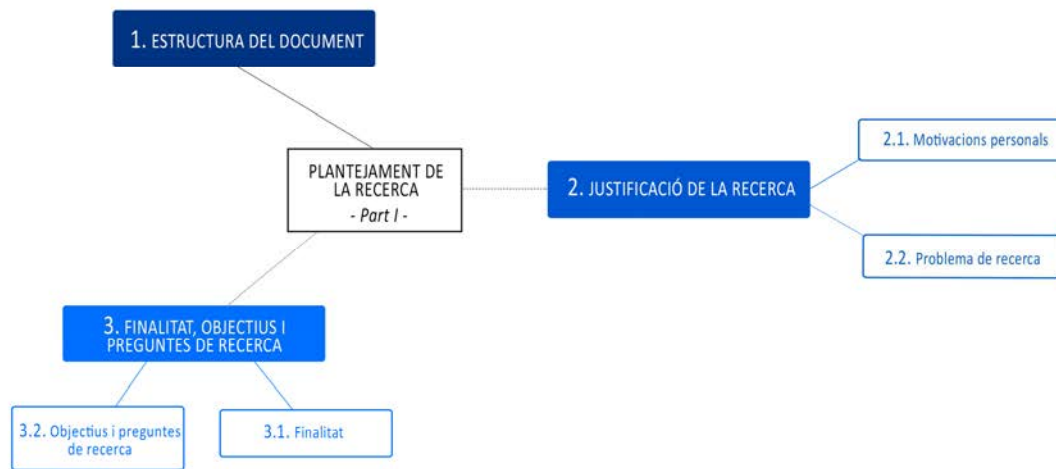 1. ESTRUCTURA DEL DOCUMENT
PLANTEJAMENT DE
LA RECERCA
- Part I -
2. JUSTIFICACIÓ DE LA RECERCA
2.1. Motivacions personals
2.2. Problema de recerca
3. FINALITAT, OBJECTIUS I
PREGUNTES DE RECERCA
3.2. Objectius i preguntes
de recerca
3.1. Finalitat